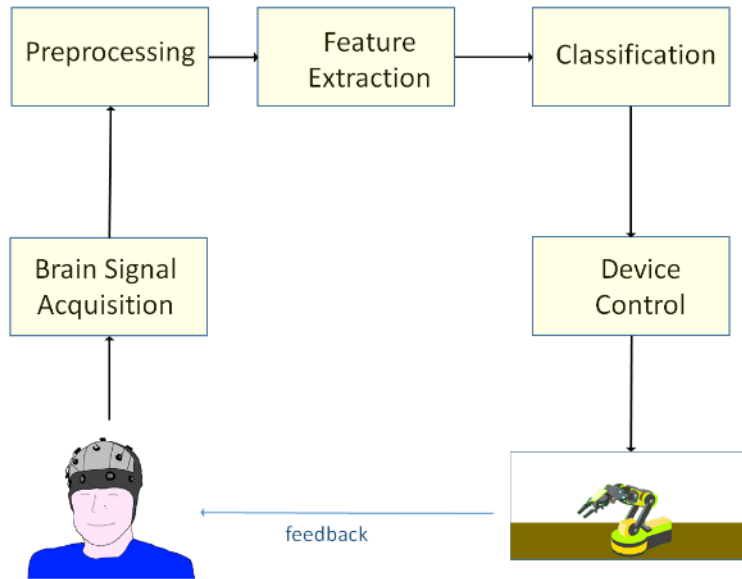 Preprocessing
Feature
Extraction
Classification
Brain Signal
Acquisition
Device
Control
feedback